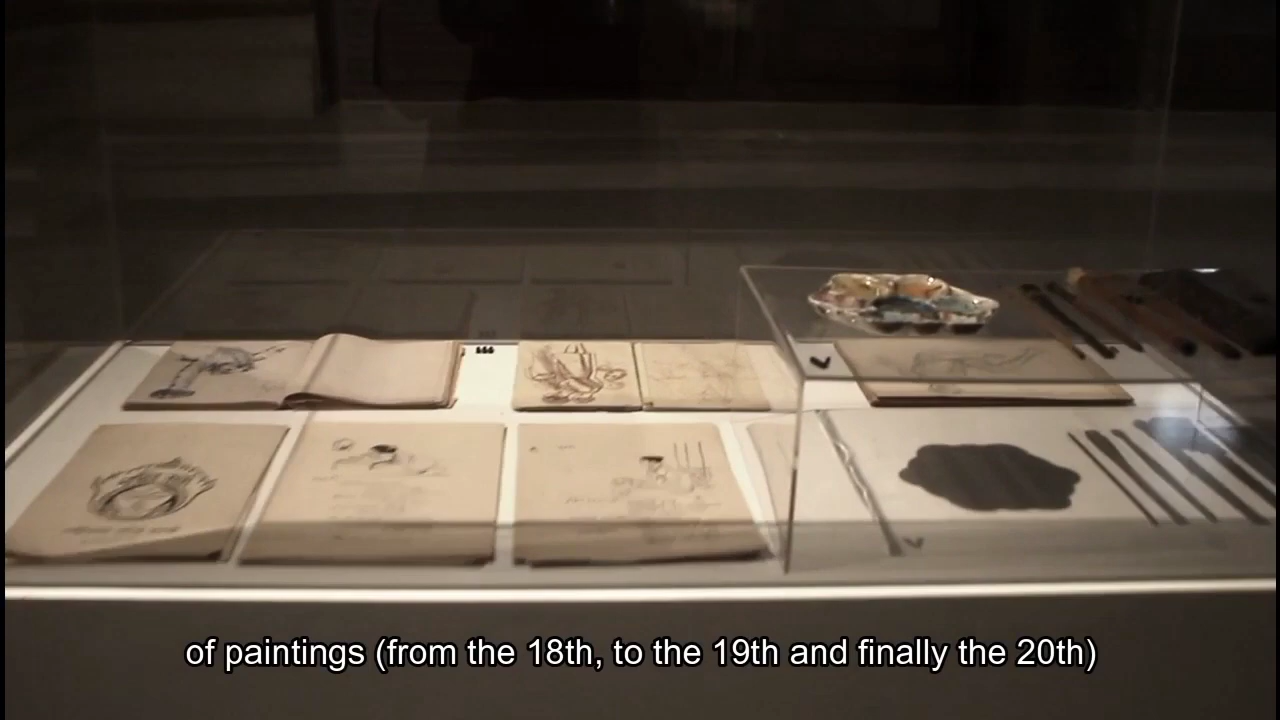 of paintings (from the 18th, to the 19th and finally the 20th)